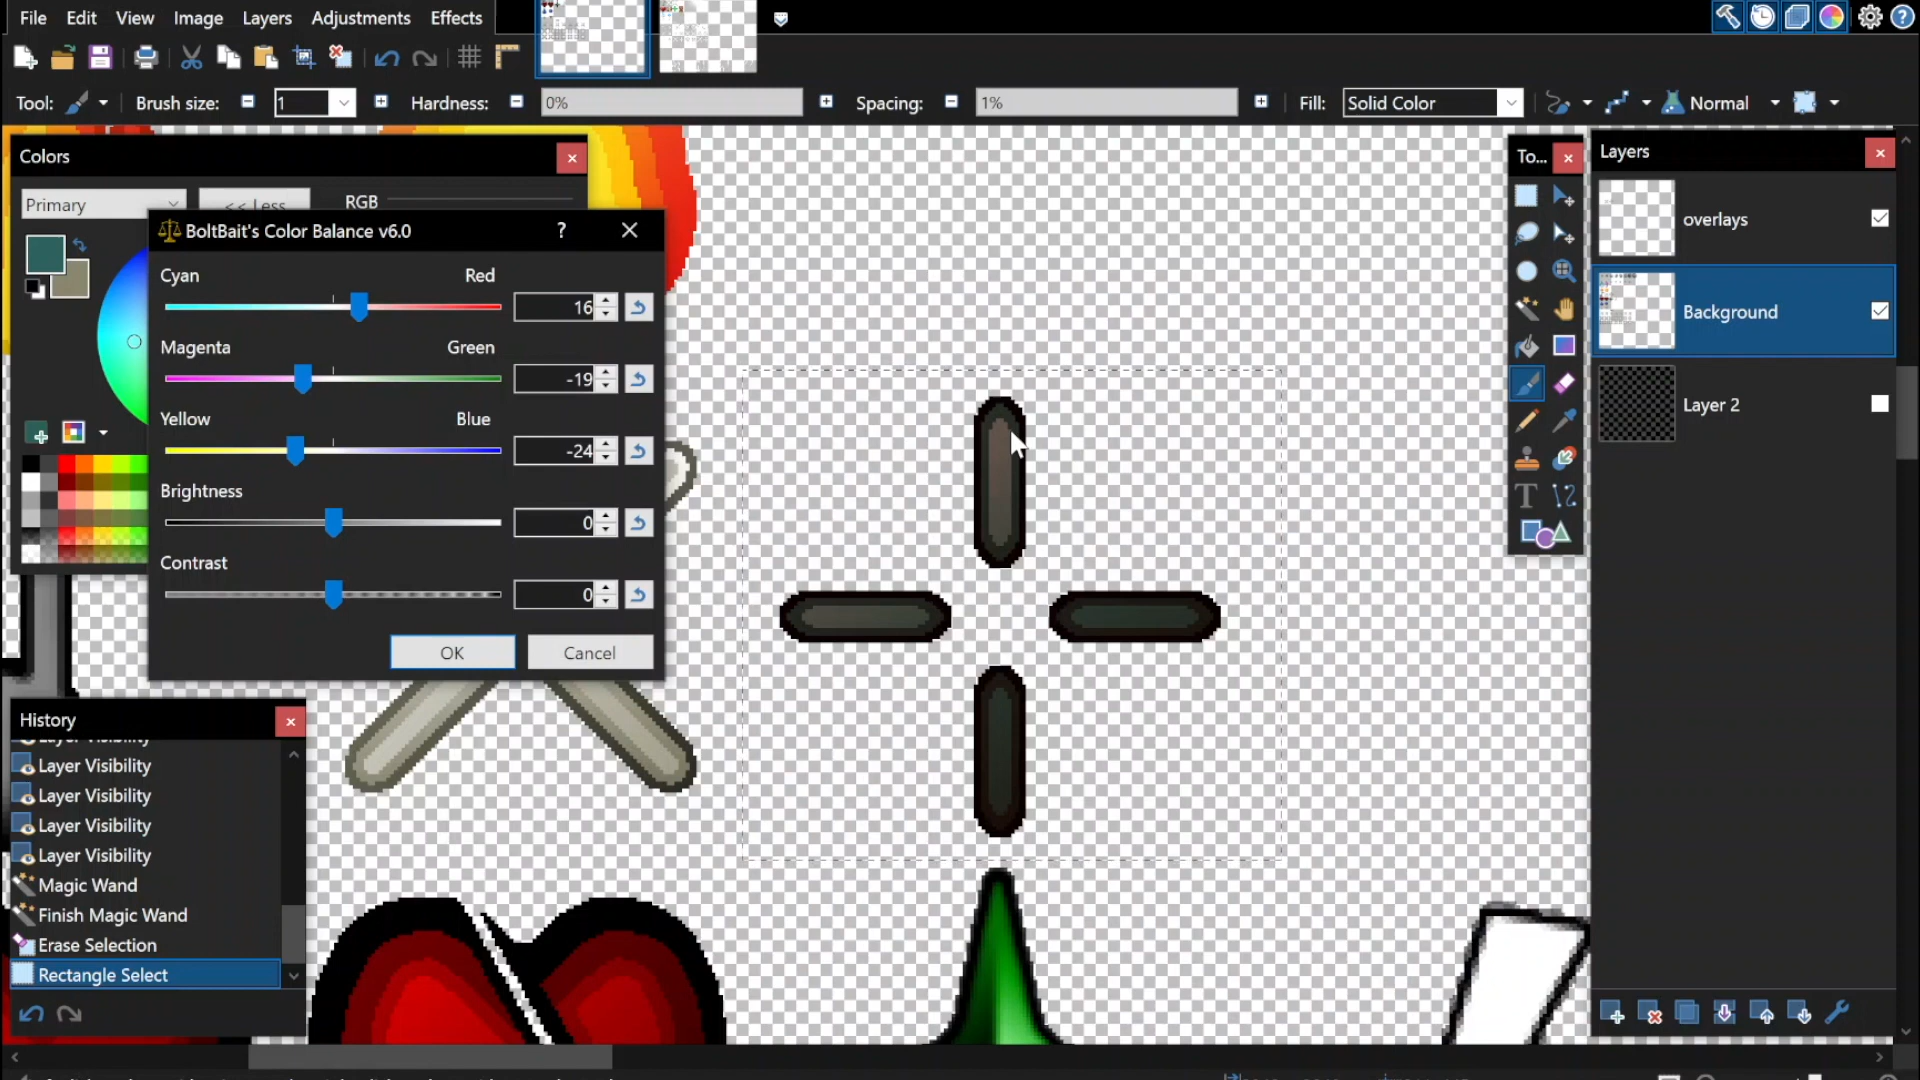 File Edit View Image Layers Adjustments Effects
Tool: Brush size: 1 Hardness: 0% Spacing: 1% Fill: Solid Color Normal
Colors
Primary << Less RGB
BoltBait's Color Balance v6.0 ?
Cyan Red
16
Magenta Green
-19
Yellow Blue
-24
Brightness
0
Contrast
0
OK Cancel
History
Layer Visibility
Layer Visibility
Layer Visibility
Layer Visibility
Layer Visibility
Magic Wand
Finish Magic Wand
Erase Selection
Rectangle Select
To...
Layers
overlays
Background
Layer 2